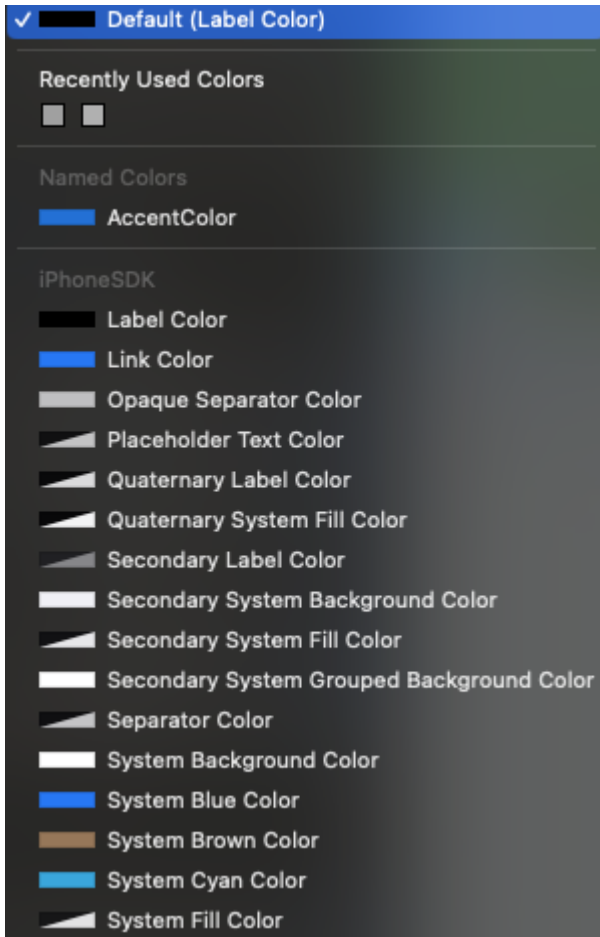 Default (Label Color)
Recently Used Colors
Named Colors
AccentColor
iPhoneSDK
Label Color
Link Color
Opaque Separator Color
Placeholder Text Color
Quaternary Label Color
Quaternary System Fill Color
Secondary Label Color
Secondary System Background Color
Secondary System Fill Color
Secondary System Grouped Background Color
Separator Color
System Background Color
System Blue Color
System Brown Color
System Cyan Color
System Fill Color